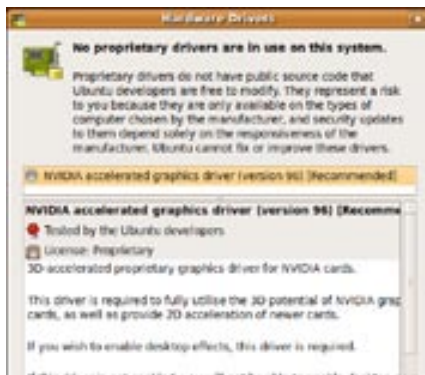 Hardware Drivers
No proprietary drivers are in use on this system.
Proprietary drivers do not have public source code that
Ubuntu developers are free to modify. They represent a risk
to you because they are only available on the types of
computer chosen by the manufacturer, and security updates
to them depend solely on the responsiveness of the
manufacturer. Ubuntu cannot fix or improve these drivers.
NVIDIA accelerated graphics driver (version 96) [Recommended]
NVIDIA accelerated graphics driver (version 96) [Recomme
Tested by the Ubuntu developers
License: Proprietary
3D-accelerated proprietary graphics driver for NVIDIA cards.
This driver is required to fully utilise the 3D potential of NVIDIA grap
cards, as well as provide 2D acceleration of newer cards.
If you wish to enable desktop effects, this driver is required.